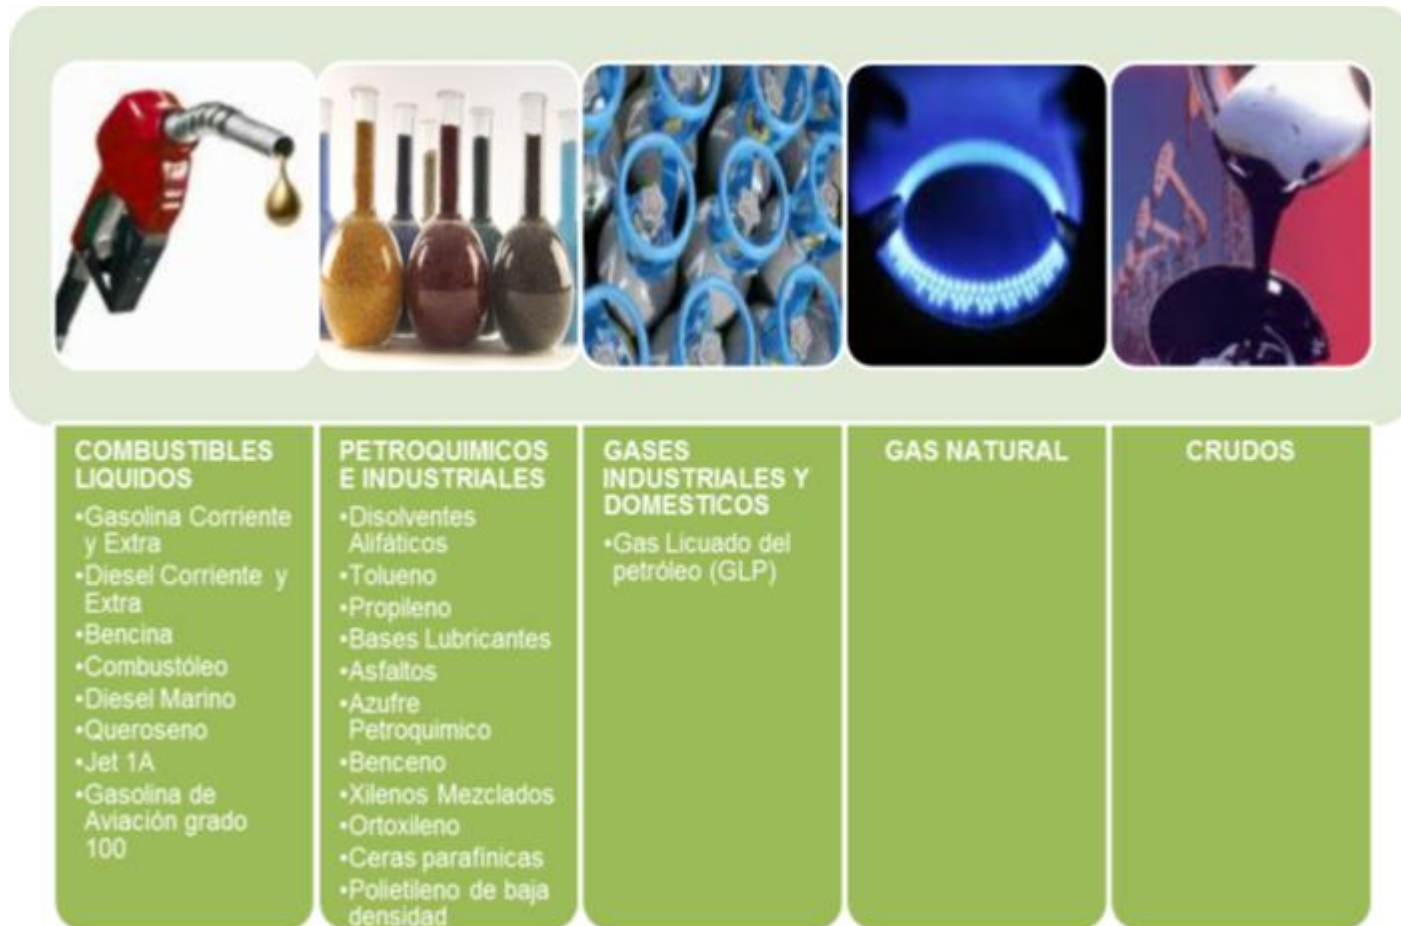 COMBUSTIBLES
LIQUIDOS
•Gasolina Corriente
y Extra
•Diesel Corriente y
Extra
•Bencina
•Combustóleo
•Diesel Marino
•Queroseno
•Jet 1A
•Gasolina de
Aviación grado
100
PETROQUIMICOS
E INDUSTRIALES
•Disolventes
Alifáticos
•Tolueno
•Propileno
•Bases Lubricantes
•Asfaltos
•Azufre
Petroquimico
•Benceno
•Xilenos Mezclados
•Ortoxileno
•Ceras parafínicas
•Polietileno de baja
densidad
GASES
INDUSTRIALES Y
DOMESTICOS
•Gas Licuado del
petróleo (GLP)
GAS NATURAL
CRUDOS